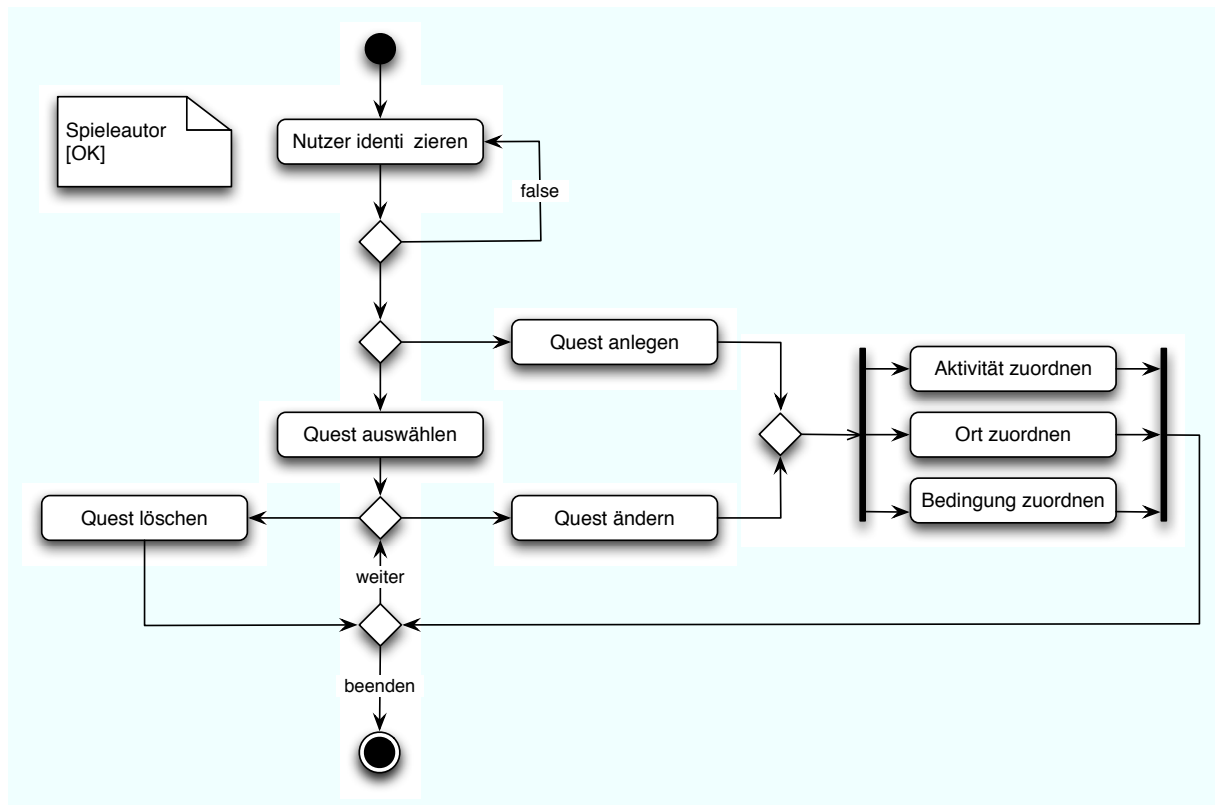 Spieleautor
[OK]
Nutzer identi zieren
false
Quest anlegen
Aktivität zuordnen
Quest auswählen
Ort zuordnen
Quest löschen
Quest ändern
Bedingung zuordnen
weiter
beenden